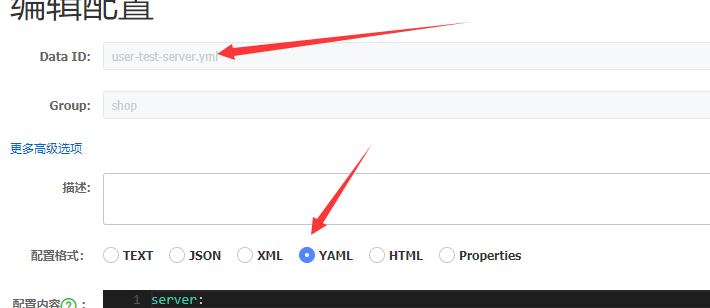 编辑配置
Data ID: user-test-server.yml
Group: shop
更多高级选项
描述:
配置格式: TEXT JSON XML YAML HTML Properties
配置内容 ? : 1 server: